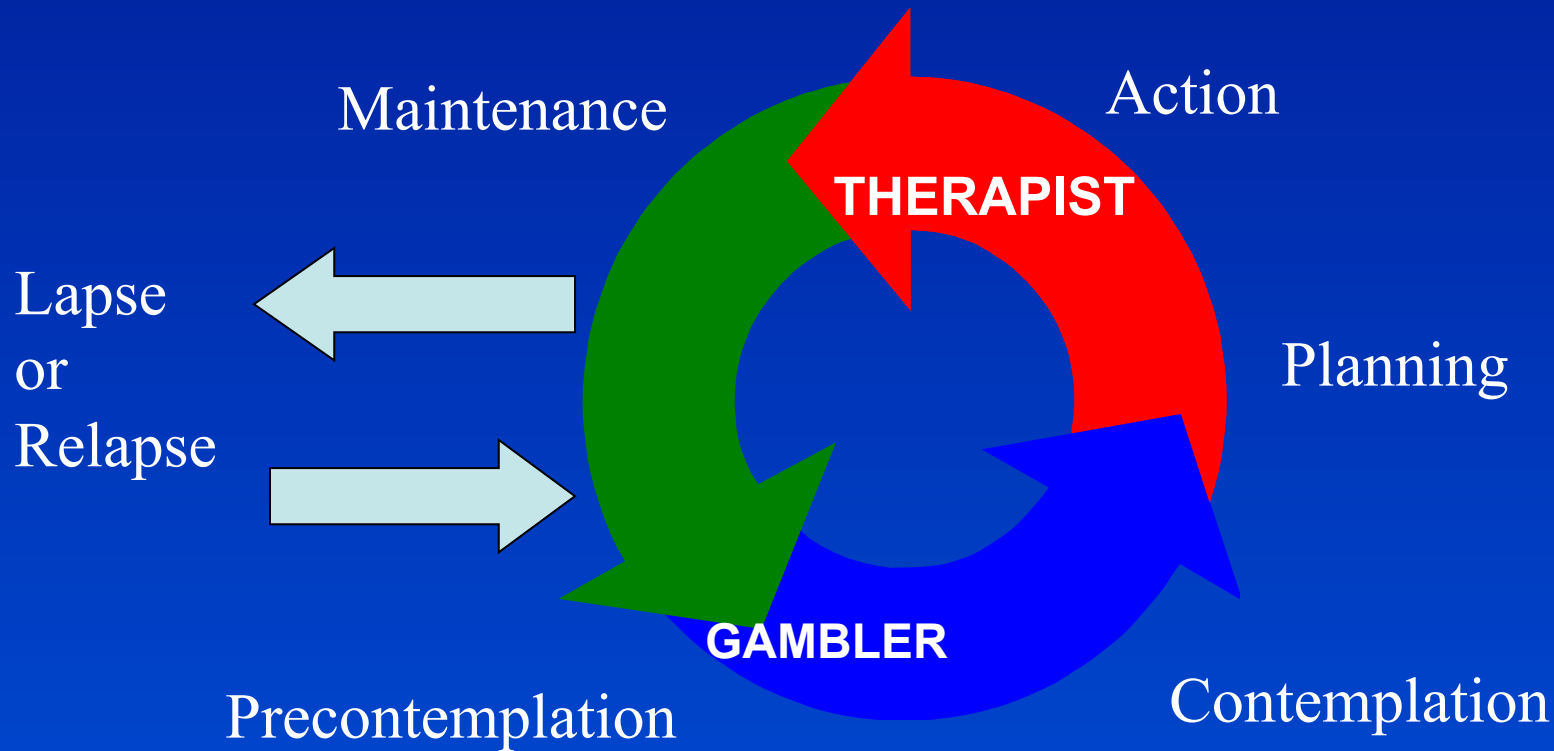 Maintenance
Action
THERAPIST
Lapse
or
Relapse
Planning
GAMBLER
Precontemplation
Contemplation